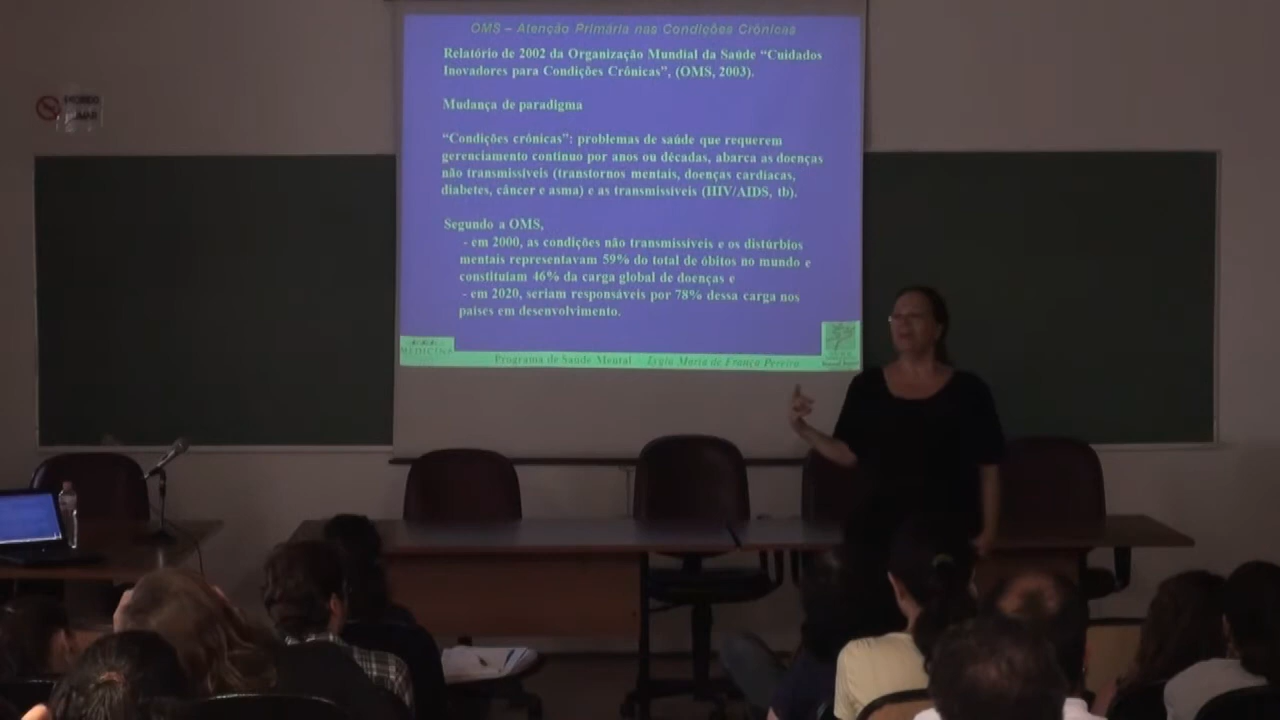 OMS – Atenção Primária nas Condições Crônicas
Relatório de 2002 da Organização Mundial da Saúde “Cuidados
Inovadores para Condições Crônicas”, (OMS, 2003).
Mudança de paradigma
“Condições crônicas”: problemas de saúde que requerem
gerenciamento contínuo por anos ou décadas, abarca as doenças
não transmissíveis (transtornos mentais, doenças cardíacas,
diabetes, câncer e asma) e as transmissíveis (HIV/AIDS, tb).
Segundo a OMS,
- em 2000, as condições não transmissíveis e os distúrbios
mentais representavam 59% do total de óbitos no mundo e
constituíam 46% da carga global de doenças e
- em 2020, seriam responsáveis por 78% dessa carga nos
países em desenvolvimento.
MEDICINA
Programa de Saúde Mental Lygia Maria de França Pereira